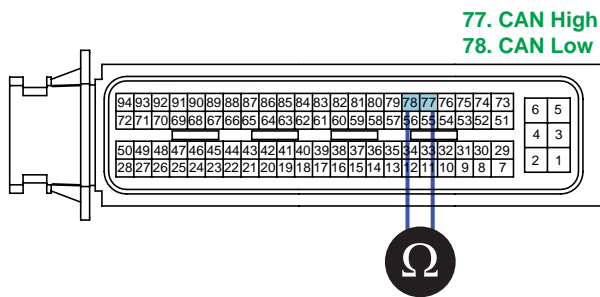 77. CAN High
78. CAN Low
94 93 92 91 90 89 88 87 86 85 84 83 82 81 80 79 78 77 76 75 74 73
72 71 70 69 68 67 66 65 64 63 62 61 60 59 58 57 56 55 54 53 52 51
50 49 48 47 46 45 44 43 42 41 40 39 38 37 36 35 34 33 32 31 30 29
28 27 26 25 24 23 22 21 20 19 18 17 16 15 14 13 12 11 10 9 8 7
6 5
4 3
2 1
Ω